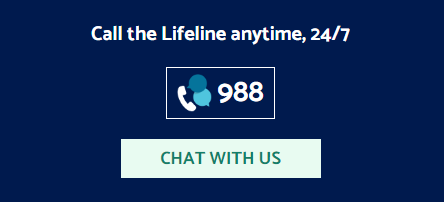 Call the Lifeline anytime, 24/7
988
CHAT WITH US